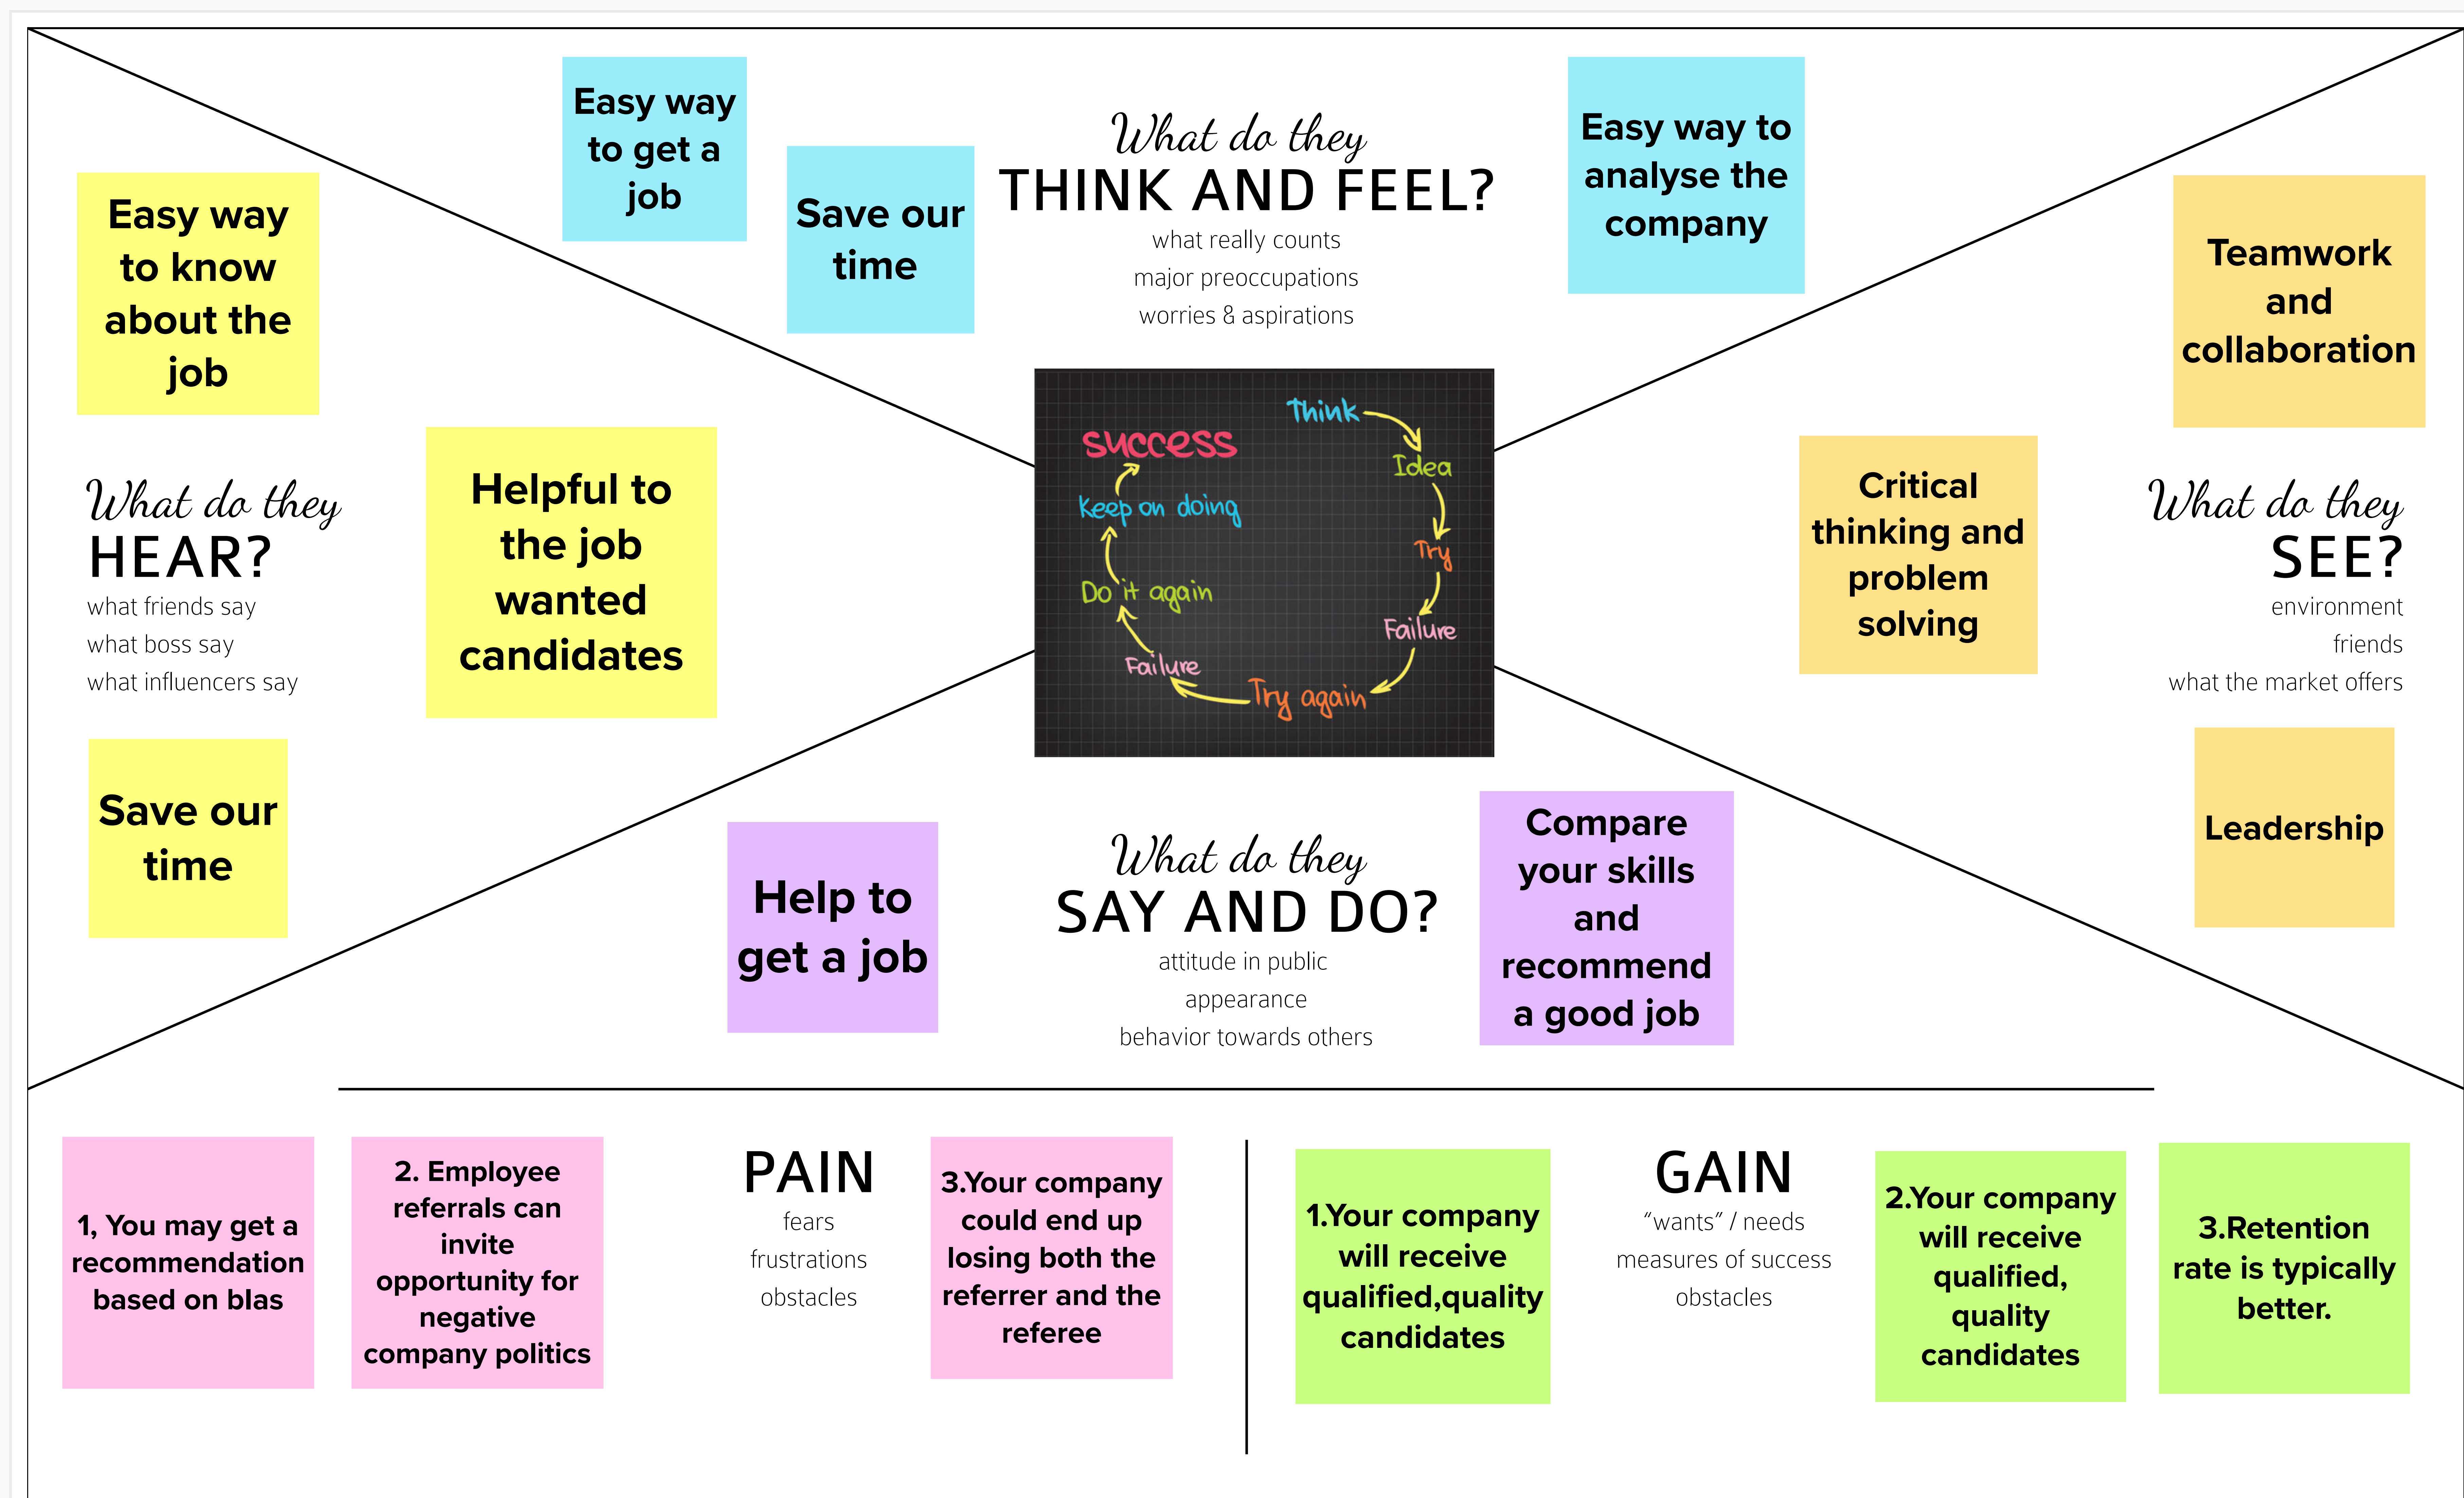 Easy way
to get a
job
Save our
time
What do they
THINK AND FEEL?
what really counts
major preoccupations
worries & aspirations
Easy way to
analyse the
company
Easy way
to know
about the
job
Helpful to
the job
wanted
candidates
What do they
HEAR?
what friends say
what boss say
what influencers say
Save our
time
Think
Idea
Try
Failure
Try again
Failure
Do it again
Keep on doing
success
Teamwork
and
collaboration
Critical
thinking and
problem
solving
What do they
SEE?
environment
friends
what the market offers
Leadership
Help to
get a job
What do they
SAY AND DO?
attitude in public
appearance
behavior towards others
Compare
your skills
and
recommend
a good job
1, You may get a
recommendation
based on blas
2. Employee
referrals can
invite
opportunity for
negative
company politics
PAIN
fears
frustrations
obstacles
3.Your company
could end up
losing both the
referrer and the
referee
1.Your company
will receive
qualified,quality
candidates
GAIN
“wants” / needs
measures of success
obstacles
2.Your company
will receive
qualified,
quality
candidates
3.Retention
rate is typically
better.